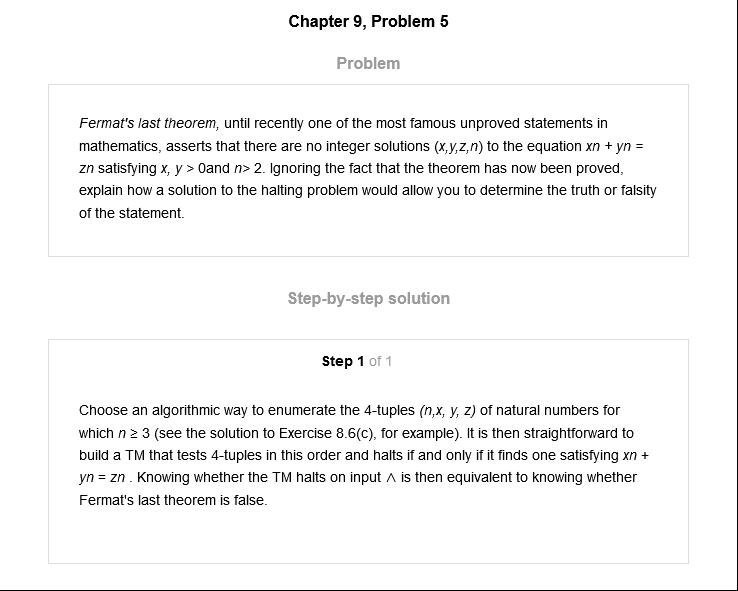 Chapter 9, Problem 5
Problem
Fermat's last theorem, until recently one of the most famous unproved statements in
mathematics, asserts that there are no integer solutions (x,y,z,n) to the equation xn + yn =
zn satisfying x, y > 0and n> 2. Ignoring the fact that the theorem has now been proved,
explain how a solution to the halting problem would allow you to determine the truth or falsity
of the statement.
Step-by-step solution
Step 1 of 1
Choose an algorithmic way to enumerate the 4-tuples (n,x, y, z) of natural numbers for
which n ≥ 3 (see the solution to Exercise 8.6(c), for example). It is then straightforward to
build a TM that tests 4-tuples in this order and halts if and only if it finds one satisfying xn +
yn = zn . Knowing whether the TM halts on input ∧ is then equivalent to knowing whether
Fermat's last theorem is false.